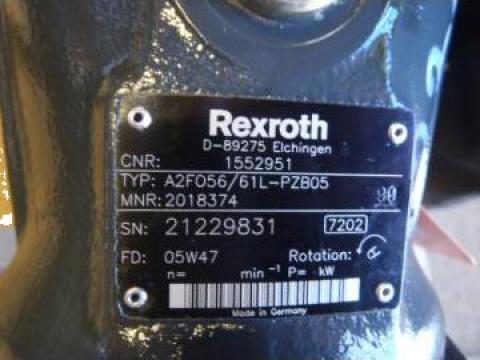 Rexroth
D-89275 Elchingen
CNR: 1552951
TYP: A2FO56/61L-PZB05
MNR: 2018374
SN: 21229831 7202
FD: 05W47 Rotation:
n= min⁻¹ P= kW
Made in Germany